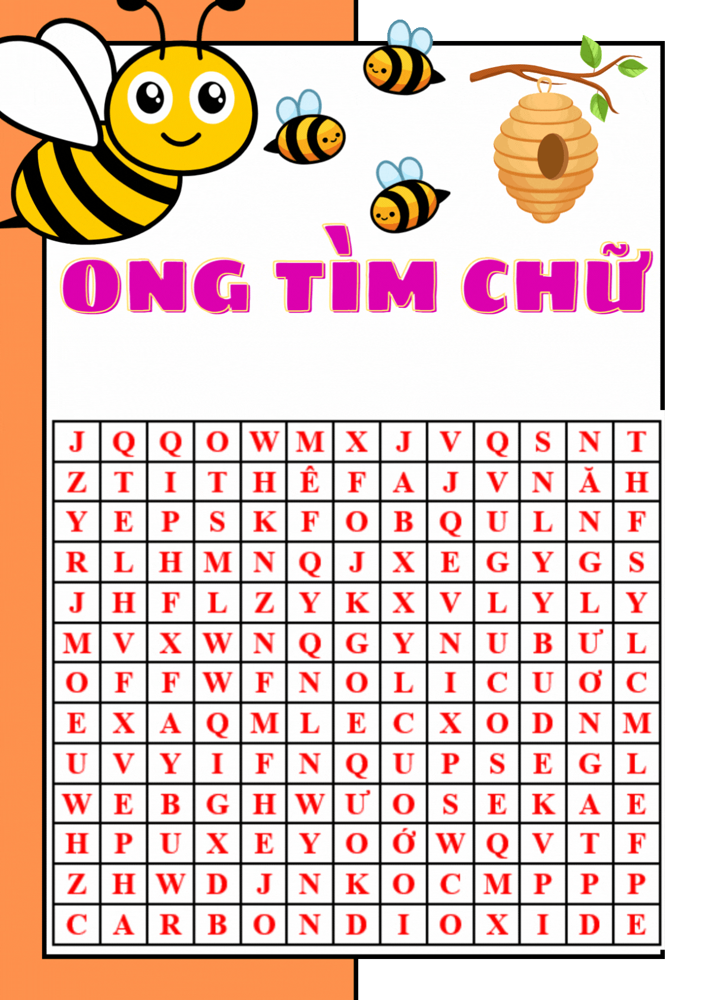 ONG TÌM CHỮ
J Q Q O W M X J V Q S N T
Z T I T H Ê F A J V N Ă H
Y E P S K F O B Q U L N F
R L H M N Q J X E G Y G S
J H F L Z Y K X V L Y L Y
M V X W N Q G Y N U B Ư L
O F F W F N O L I C U Ơ C
E X A Q M L E C X O D N M
U V Y I F N Q U P S E G L
W E B G H W Ư O S E K A E
H P U X E Y O Ớ W Q V T F
Z H W D J N K O C M P P P
C A R B O N D I O X I D E